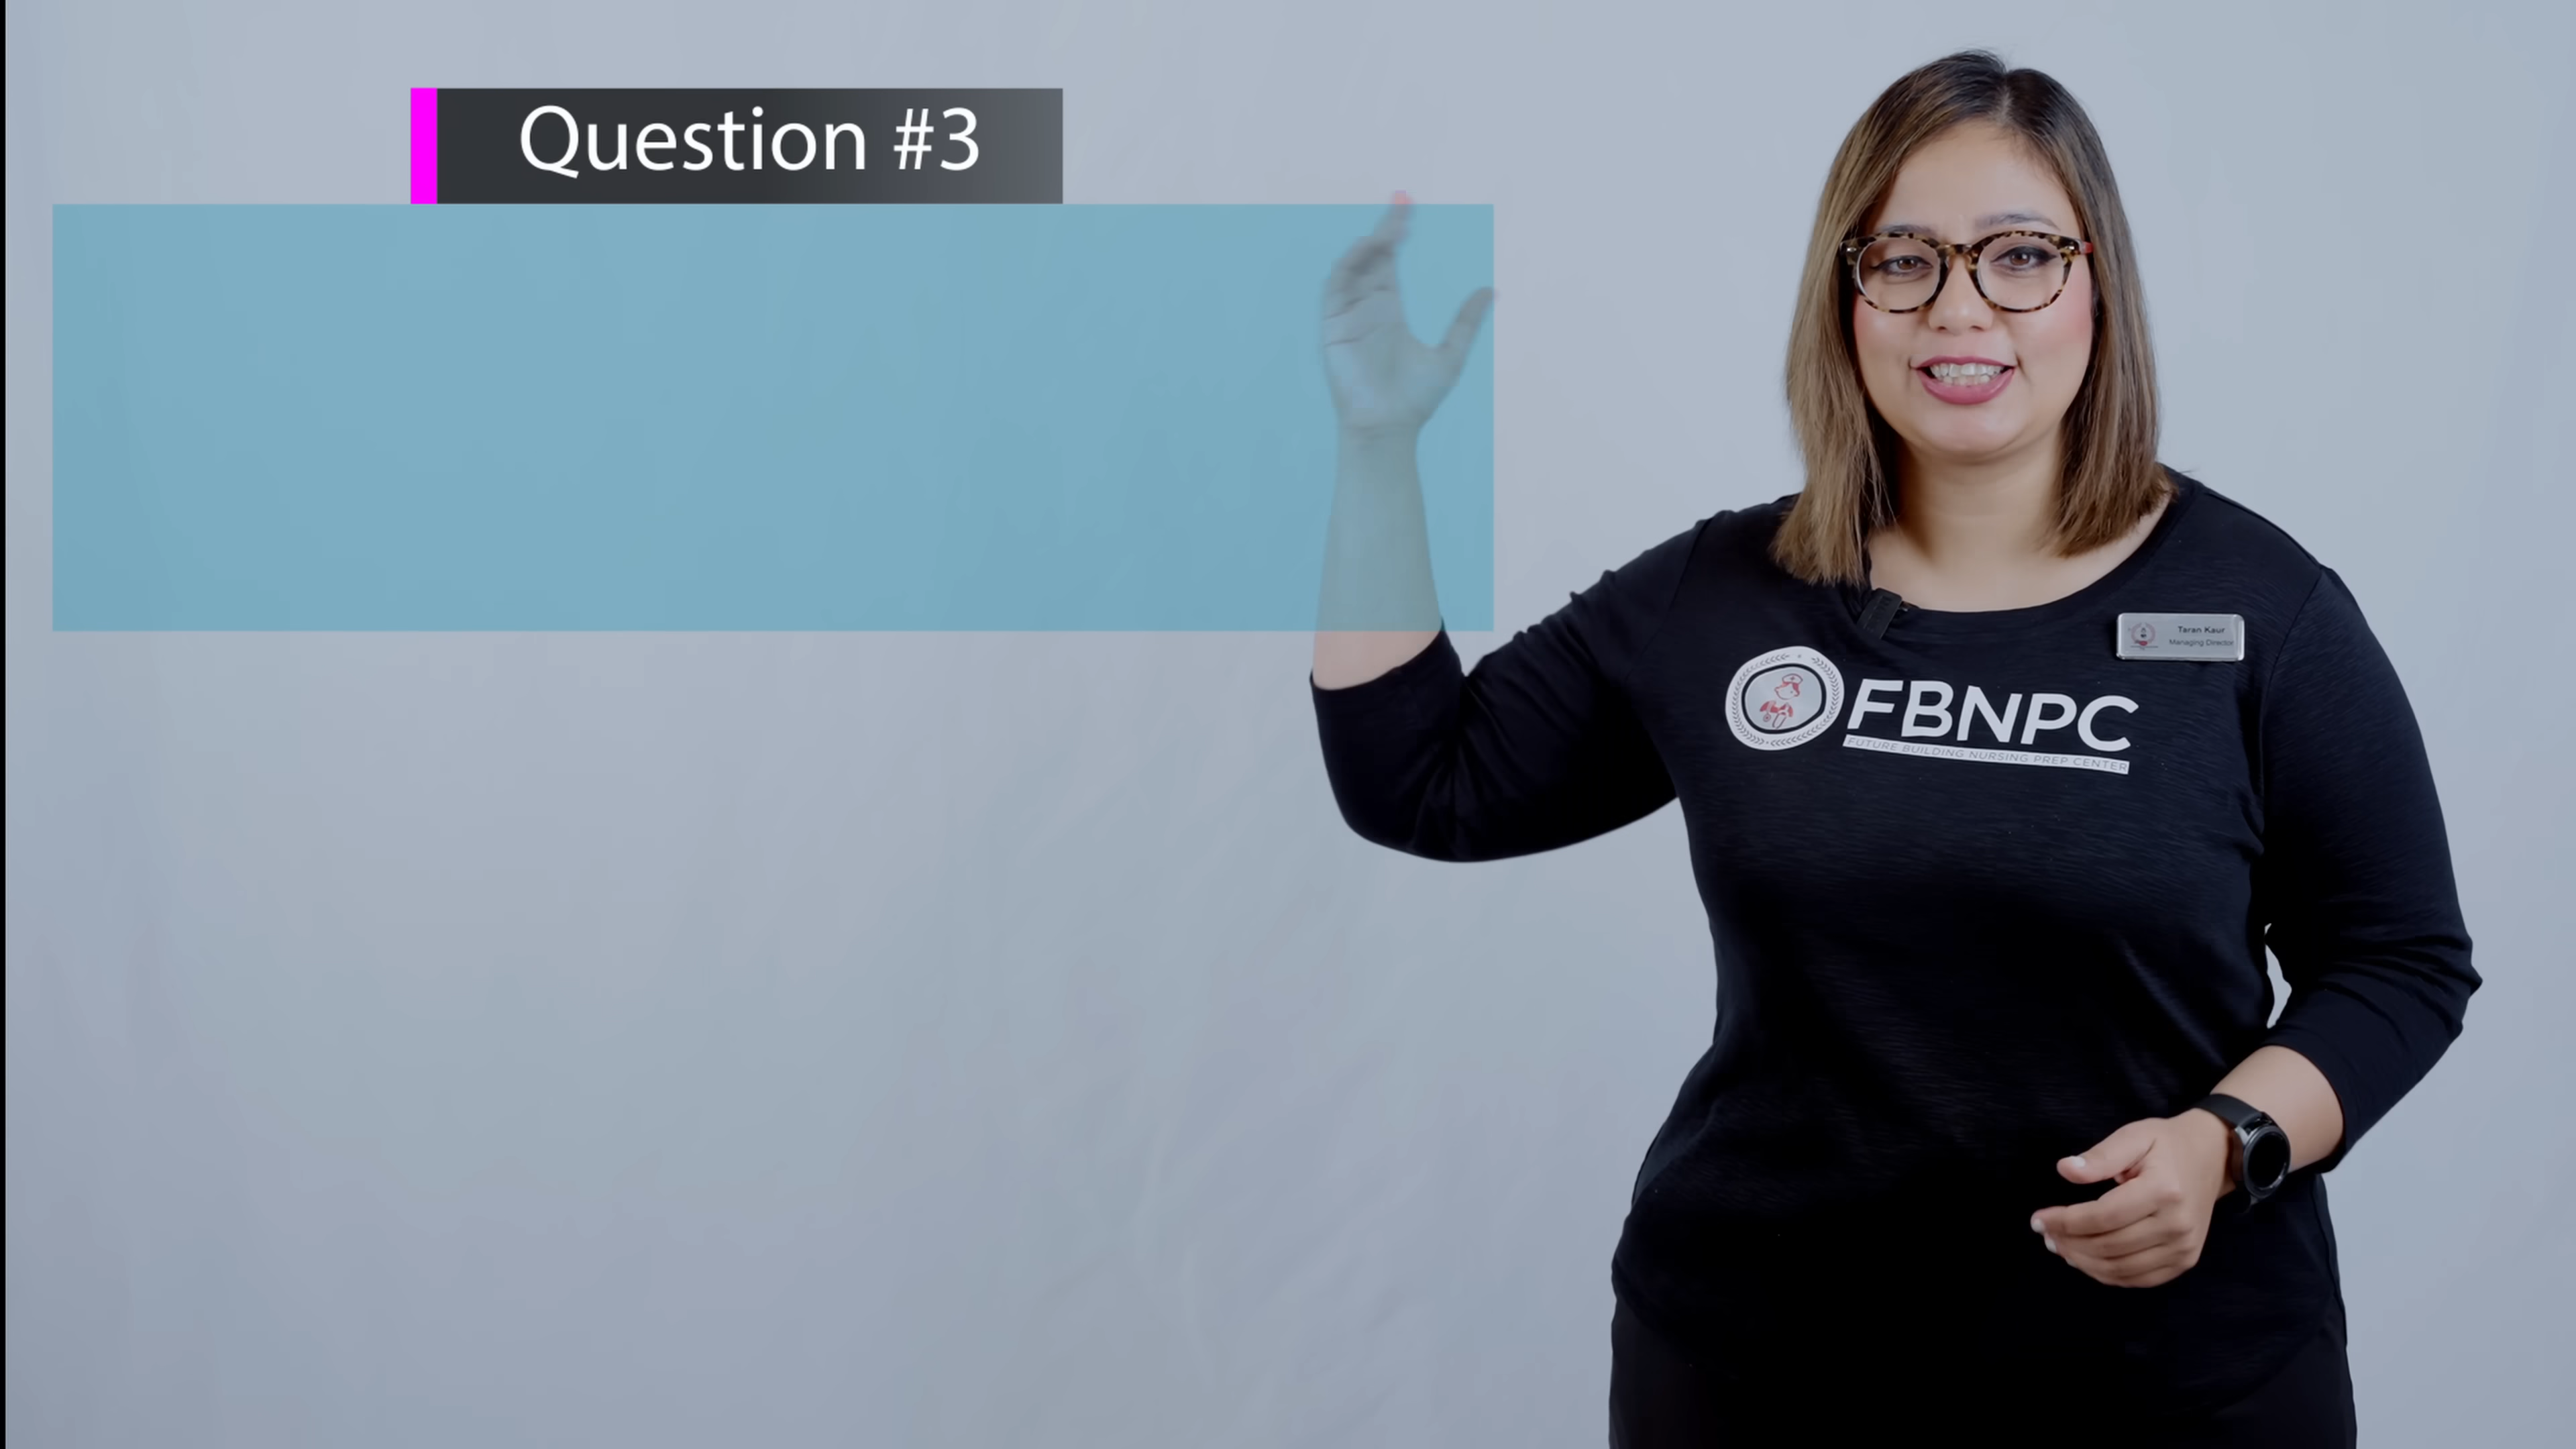 Question #3
Taran Kaur
Managing Director
FBNPC
FUTURE BUILDING NURSING PREP CENTER